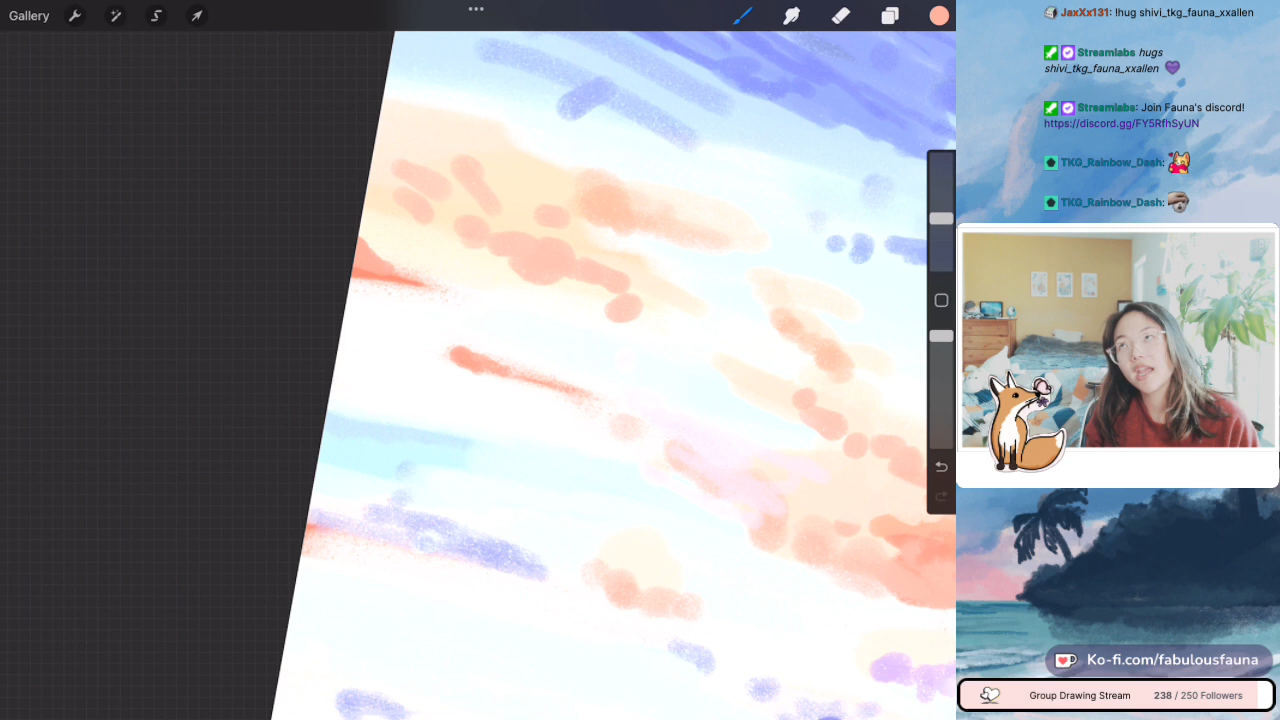 Gallery
JaxXx131: !hug shivi_tkg_fauna_xxallen
Streamlabs hugs
shivi_tkg_fauna_xxallen
Streamlabs: Join Fauna's discord!
https://discord.gg/FY5RfhSyUN
TKG_Rainbow_Dash:
TKG_Rainbow_Dash:
Ko-fi.com/fabulousfauna
Group Drawing Stream 238 / 250 Followers